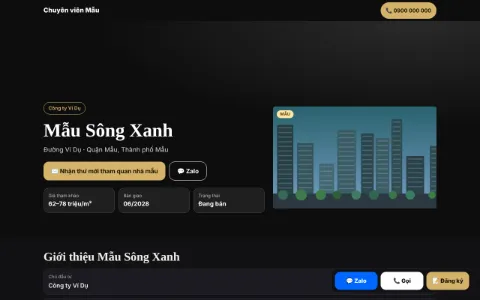 Chuyên viên Mẫu
📞 0900 000 000
Công ty Ví Dụ
MẪU
Mẫu Sông Xanh
Đường Ví Dụ · Quận Mẫu, Thành phố Mẫu
✉️ Nhận thư mời tham quan nhà mẫu
💬 Zalo
Giá tham khảo
62–78 triệu/m²
Bàn giao
06/2028
Trạng thái
Đang bán
Giới thiệu Mẫu Sông Xanh
Chủ đầu tư
Công ty Ví Dụ
💬 Zalo
📞 Gọi
📝 Đăng ký